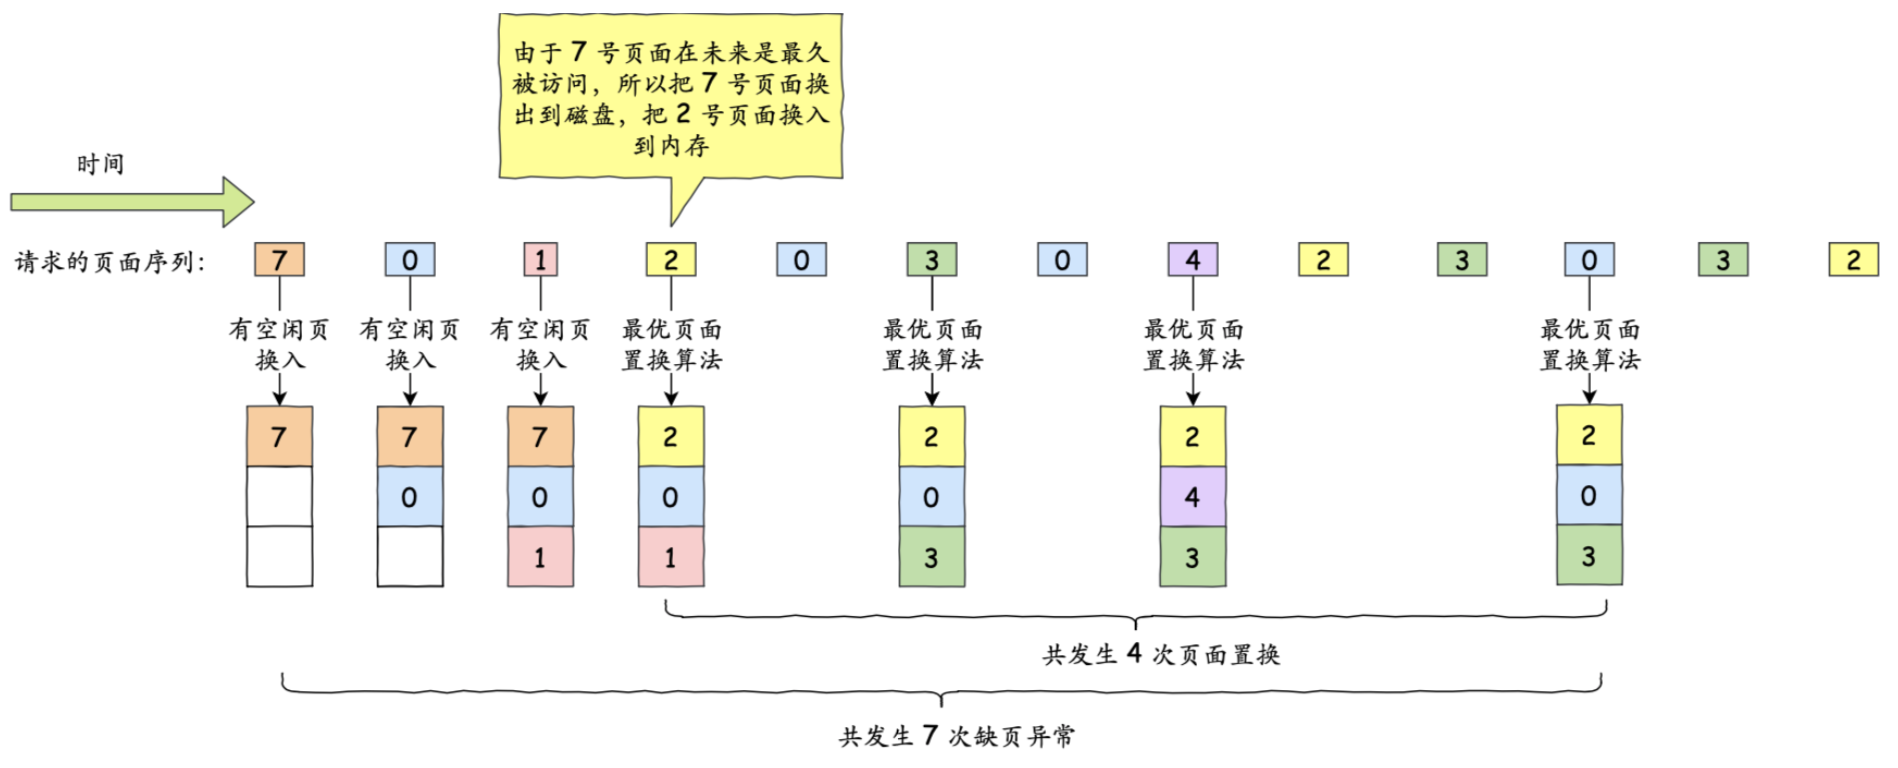 由于 7 号页面在未来是最久
被访问，所以把 7 号页面换
出到磁盘，把 2 号页面换入
到内存
时间
请求的页面序列: 7 0 1 2 0 3 0 4 2 3 0 3 2
有空闲页 有空闲页 有空闲页 最优页面 最优页面 最优页面 最优页面
换入 换入 换入 置换算法 置换算法 置换算法 置换算法
7 7 7 2 2 2 2
0 0 0 0 4 0
1 1 3 3 3
共发生 4 次页面置换
共发生 7 次缺页异常